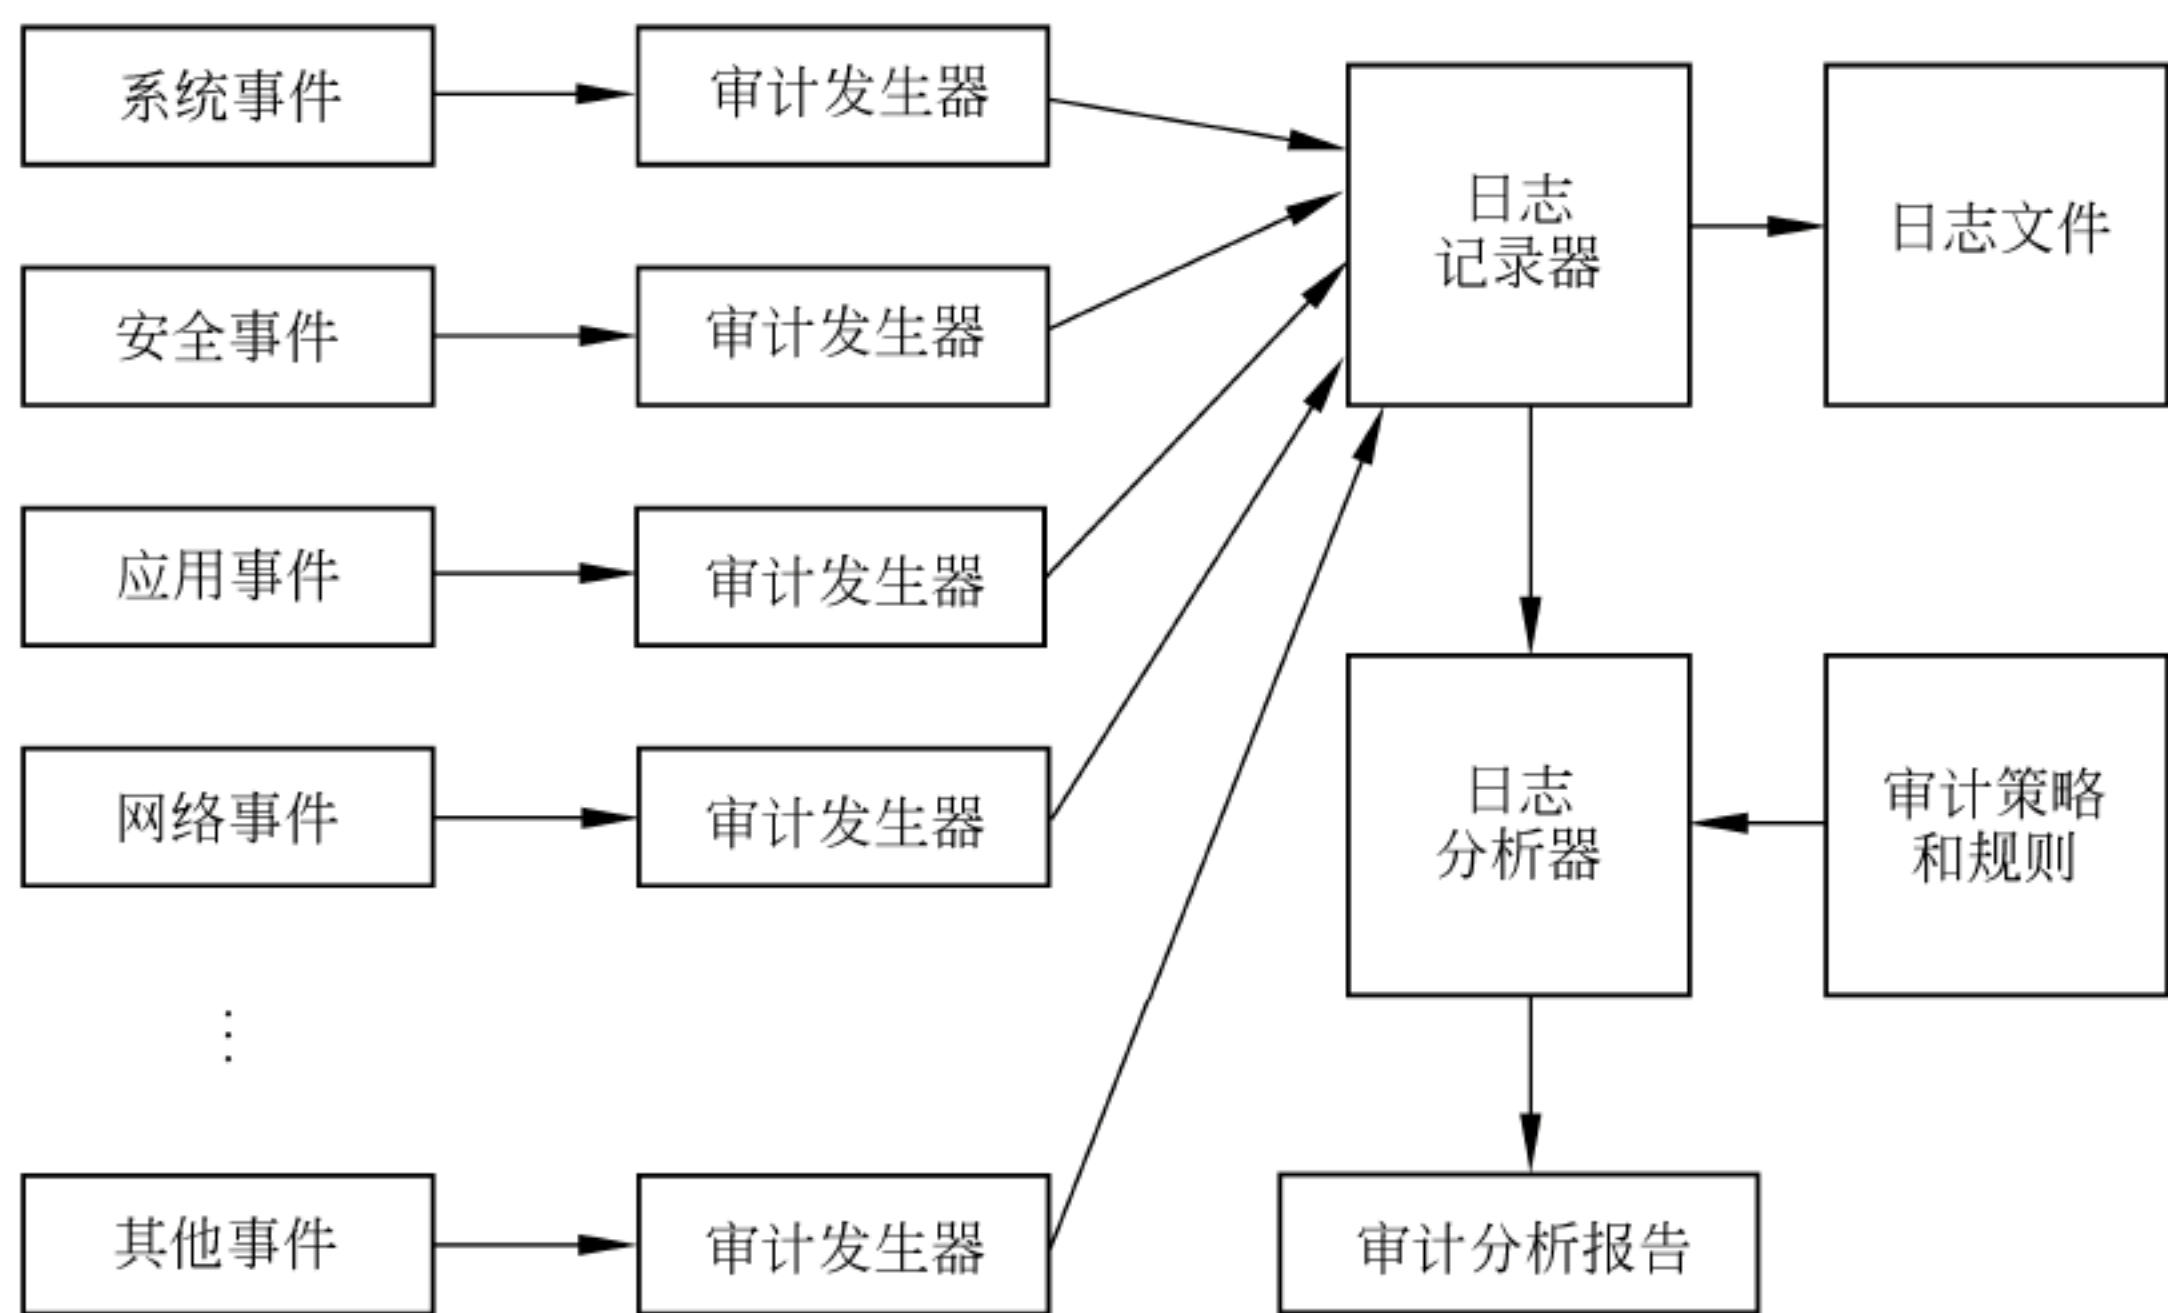 系统事件
审计发生器
安全事件
审计发生器
应用事件
审计发生器
网络事件
审计发生器
⋮
其他事件
审计发生器
日志
记录器
日志文件
日志
分析器
审计策略
和规则
审计分析报告